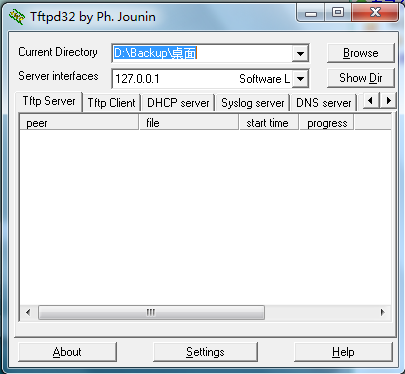 Tftpd32 by Ph. Jounin
Current Directory D:\Backup\桌面 Browse
Server interfaces 127.0.0.1 Software L Show Dir
Tftp Server Tftp Client DHCP server Syslog server DNS server
peer file start time progress
About Settings Help